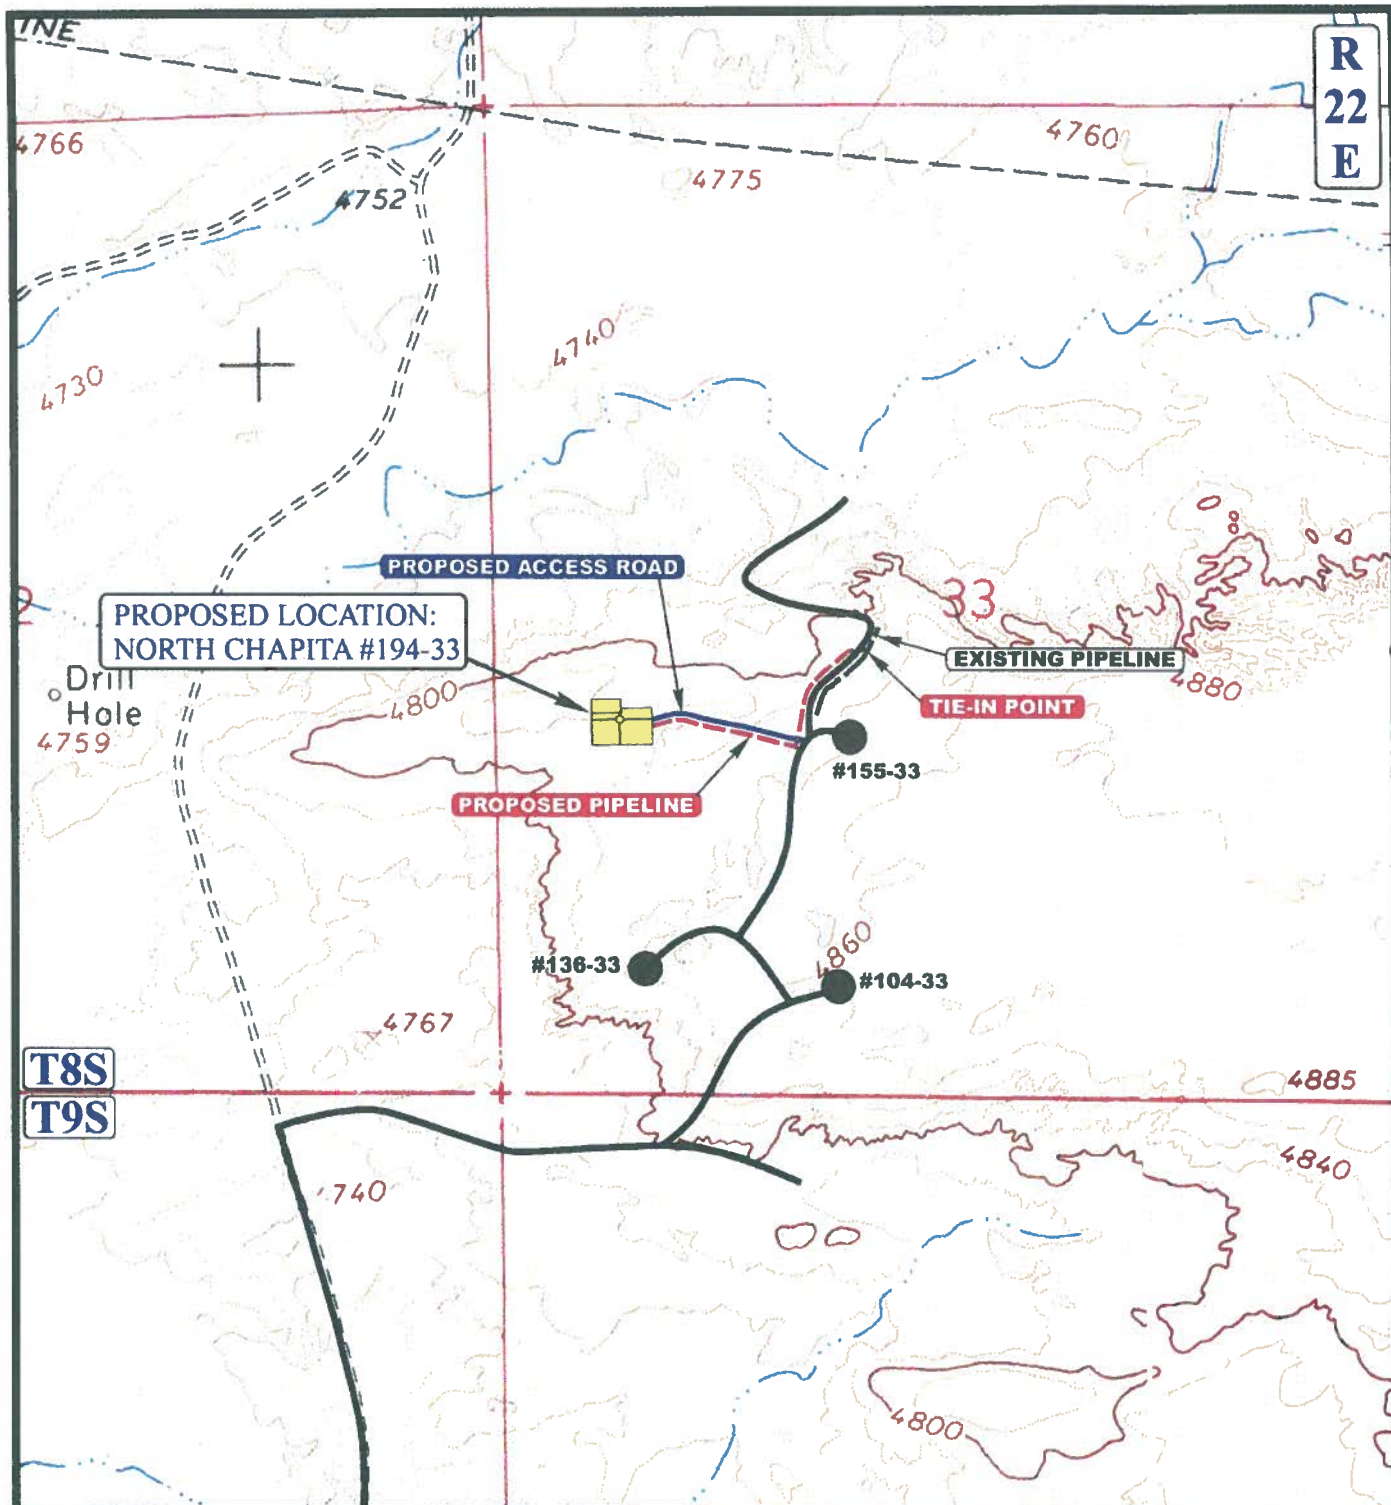 INE
R
22
E
4766
4752
4775
4760
4740
4730
PROPOSED ACCESS ROAD
33
PROPOSED LOCATION:
NORTH CHAPITA #194-33
EXISTING PIPELINE
4880
Drill
Hole
4759
4800
TIE-IN POINT
#155-33
PROPOSED PIPELINE
4860
#136-33
#104-33
4767
T8S
T9S
4885
4840
740
4800